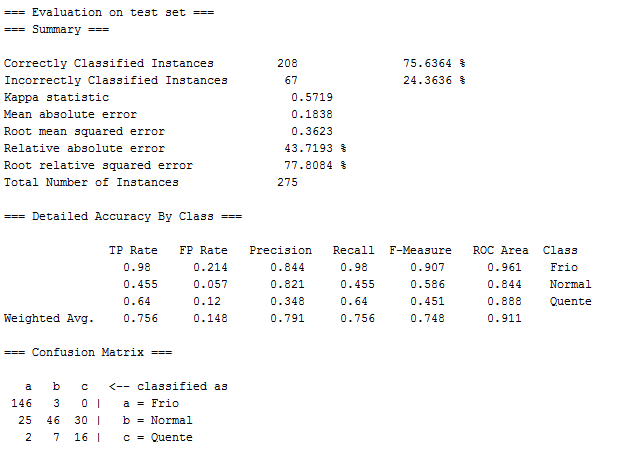 === Evaluation on test set ===
=== Summary ===
Correctly Classified Instances 208 75.6364 %
Incorrectly Classified Instances 67 24.3636 %
Kappa statistic 0.5719
Mean absolute error 0.1838
Root mean squared error 0.3623
Relative absolute error 43.7193 %
Root relative squared error 77.8084 %
Total Number of Instances 275
=== Detailed Accuracy By Class ===
TP Rate FP Rate Precision Recall F-Measure ROC Area Class
0.98 0.214 0.844 0.98 0.907 0.961 Frio
0.455 0.057 0.821 0.455 0.586 0.844 Normal
0.64 0.12 0.348 0.64 0.451 0.888 Quente
Weighted Avg. 0.756 0.148 0.791 0.756 0.748 0.911
=== Confusion Matrix ===
a b c <-- classified as
146 3 0 | a = Frio
25 46 30 | b = Normal
2 7 16 | c = Quente